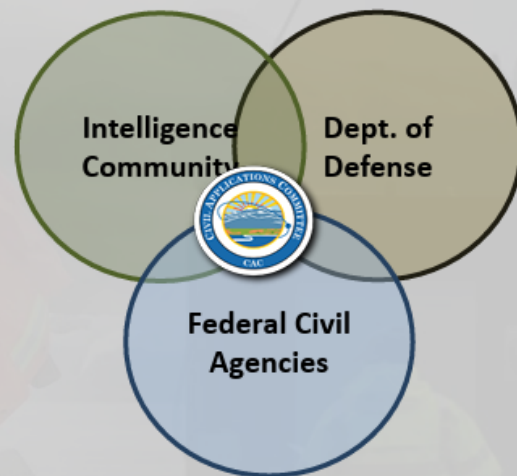 Intelligence
Community
Dept. of
Defense
CIVIL APPLICATIONS COMMITTEE
CAC
Federal Civil
Agencies